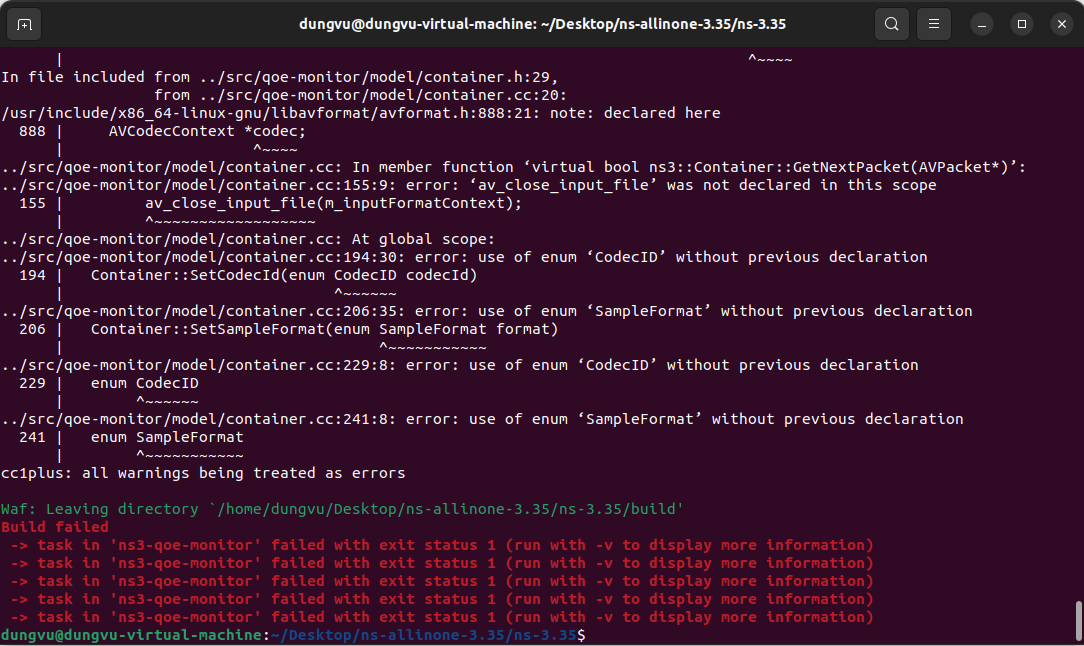 dungvu@dungvu-virtual-machine: ~/Desktop/ns-allinone-3.35/ns-3.35
      |                                                                            ^~~~~
In file included from ../src/qoe-monitor/model/container.h:29,
                 from ../src/qoe-monitor/model/container.cc:20:
/usr/include/x86_64-linux-gnu/libavformat/avformat.h:888:21: note: declared here
  888 |     AVCodecContext *codec;
      |                     ^~~~~
../src/qoe-monitor/model/container.cc: In member function ‘virtual bool ns3::Container::GetNextPacket(AVPacket*)’:
../src/qoe-monitor/model/container.cc:155:9: error: ‘av_close_input_file’ was not declared in this scope
  155 |         av_close_input_file(m_inputFormatContext);
      |         ^~~~~~~~~~~~~~~~~~~
../src/qoe-monitor/model/container.cc: At global scope:
../src/qoe-monitor/model/container.cc:194:30: error: use of enum ‘CodecID’ without previous declaration
  194 |   Container::SetCodecId(enum CodecID codecId)
      |                              ^~~~~~~
../src/qoe-monitor/model/container.cc:206:35: error: use of enum ‘SampleFormat’ without previous declaration
  206 |   Container::SetSampleFormat(enum SampleFormat format)
      |                                   ^~~~~~~~~~~~
../src/qoe-monitor/model/container.cc:229:8: error: use of enum ‘CodecID’ without previous declaration
  229 |   enum CodecID
      |        ^~~~~~~
../src/qoe-monitor/model/container.cc:241:8: error: use of enum ‘SampleFormat’ without previous declaration
  241 |   enum SampleFormat
      |        ^~~~~~~~~~~~
cc1plus: all warnings being treated as errors

Waf: Leaving directory `/home/dungvu/Desktop/ns-allinone-3.35/ns-3.35/build'
Build failed
 -> task in 'ns3-qoe-monitor' failed with exit status 1 (run with -v to display more information)
 -> task in 'ns3-qoe-monitor' failed with exit status 1 (run with -v to display more information)
 -> task in 'ns3-qoe-monitor' failed with exit status 1 (run with -v to display more information)
 -> task in 'ns3-qoe-monitor' failed with exit status 1 (run with -v to display more information)
 -> task in 'ns3-qoe-monitor' failed with exit status 1 (run with -v to display more information)
dungvu@dungvu-virtual-machine:~/Desktop/ns-allinone-3.35/ns-3.35$